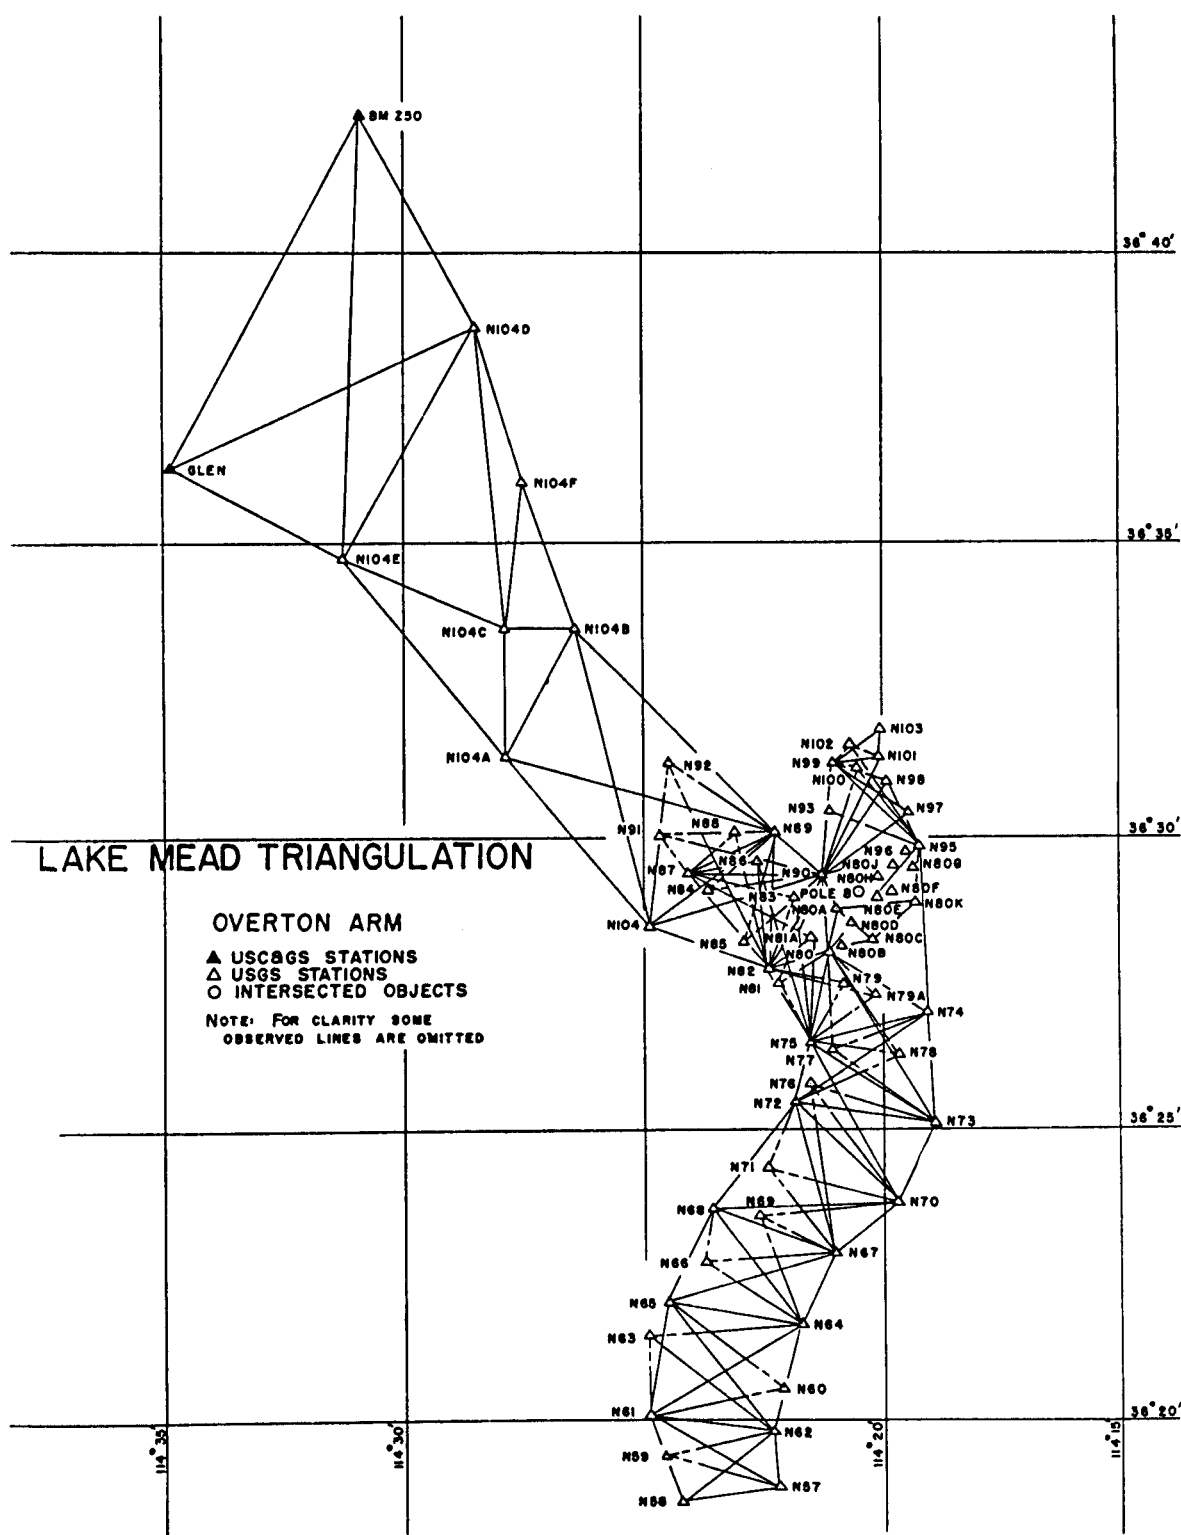 BM 250
36° 40'
N104D
GLEN
N104F
36° 35'
N104E
N104C
N104B
N103
N102
N101
N104A
N99
N92
N100
N98
N93
N97
N91
N88
N89
36° 30'
N95
LAKE MEAD TRIANGULATION
N96
N86
N80J
N80G
N87
N90
N80H
N84
N83
POLE 8
N80F
N80A
N80E
N80K
OVERTON ARM
N104
N80D
N81A
N80C
N85
N80
N80B
USC&GS STATIONS
N82
USGS STATIONS
N81
N79
INTERSECTED OBJECTS
N79A
NOTE: FOR CLARITY SOME
N74
OBSERVED LINES ARE OMITTED
N75
N77
N78
N76
N72
N73
36° 25'
N71
N70
N69
N68
N67
N66
N65
N64
N63
N60
N61
36° 20'
N62
N59
N57
N58
114° 35'
114° 30'
114° 20'
114° 15'